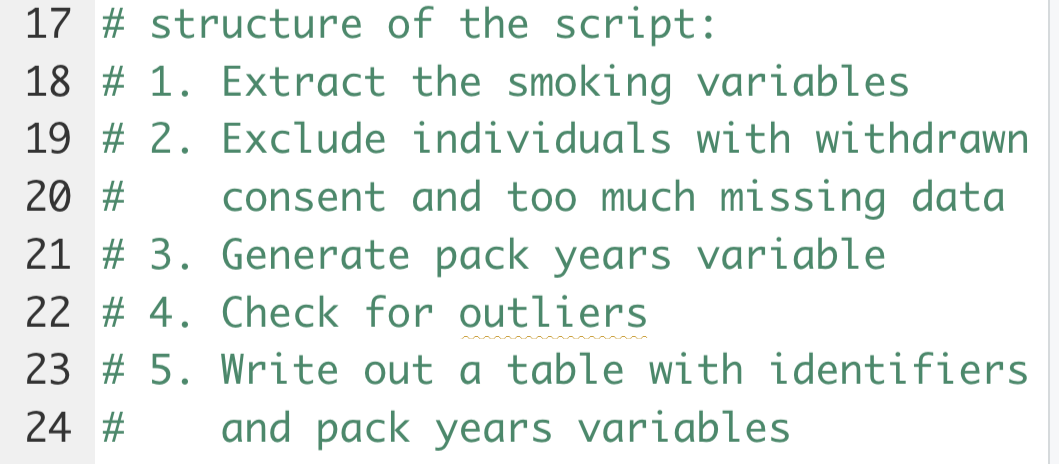 17 # structure of the script:
18 # 1. Extract the smoking variables
19 # 2. Exclude individuals with withdrawn
20 #    consent and too much missing data
21 # 3. Generate pack years variable
22 # 4. Check for outliers
23 # 5. Write out a table with identifiers
24 #    and pack years variables